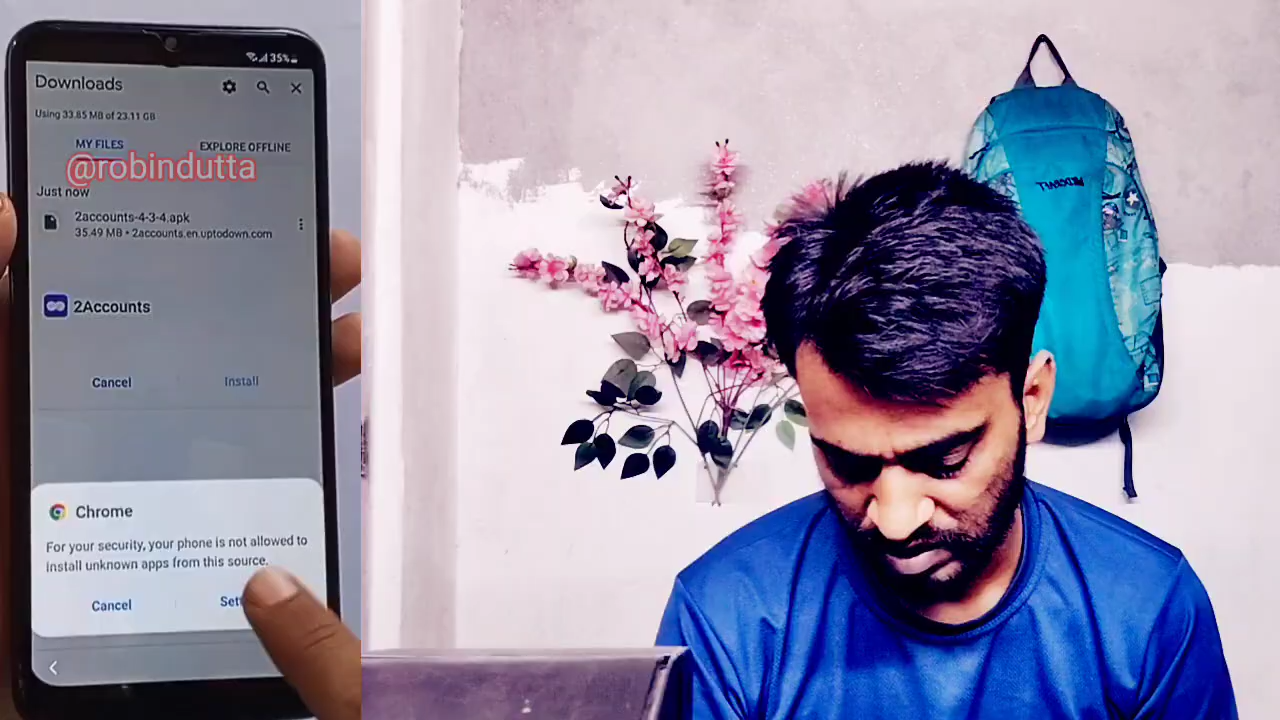 35%
Downloads
Using 33.85 MB of 23.11 GB
MY FILES
EXPLORE OFFLINE
@robindutta
Just now
2accounts-4-3-4.apk
35.49 MB • 2accounts.en.uptodown.com
2Accounts
Cancel
Install
Chrome
For your security, your phone is not allowed to
install unknown apps from this source.
Cancel